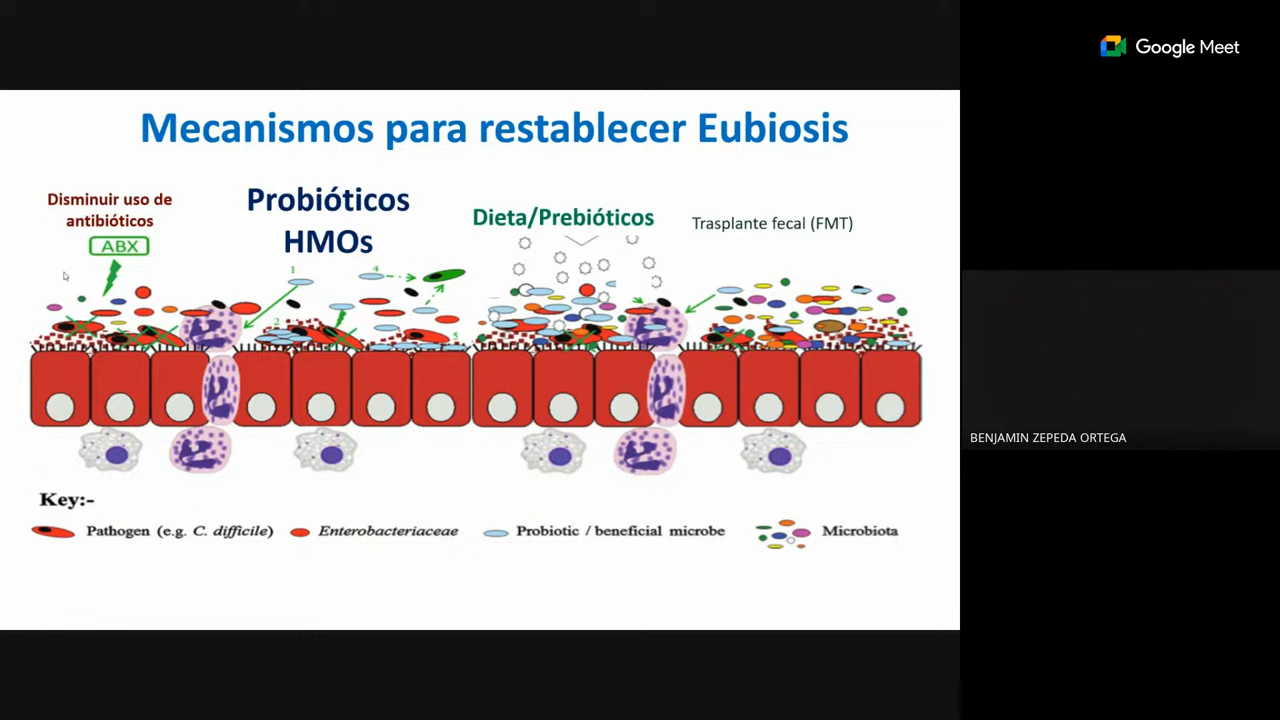 Google Meet
Mecanismos para restablecer Eubiosis
Disminuir uso de
antibióticos
ABX
Probióticos
HMOs
Dieta/Prebióticos
Trasplante fecal (FMT)
1
4
2
5
BENJAMIN ZEPEDA ORTEGA
Key:-
Pathogen (e.g. C. difficile)
Enterobacteriaceae
Probiotic / beneficial microbe
Microbiota